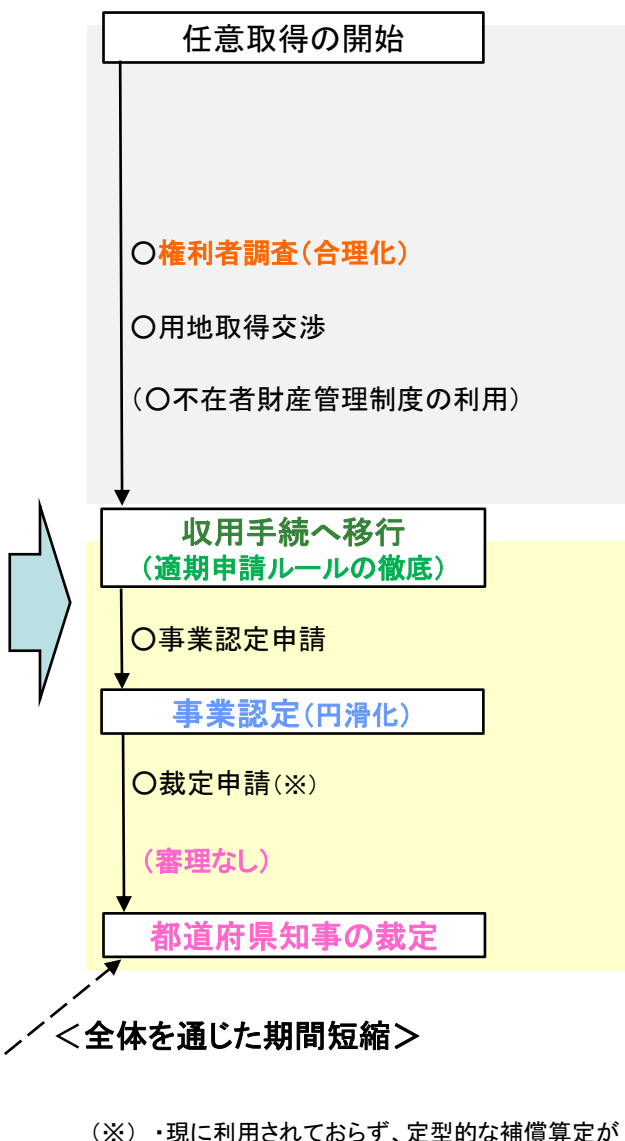 任意取得の開始
〇権利者調査(合理化)
〇用地取得交渉
(〇不在者財産管理制度の利用)
収用手続へ移行
(適期申請ルールの徹底)
〇事業認定申請
事業認定(円滑化)
〇裁定申請(※)
(審理なし)
都道府県知事の裁定
＜全体を通じた期間短縮＞
(※) ・現に利用されておらず、定型的な補償算定が